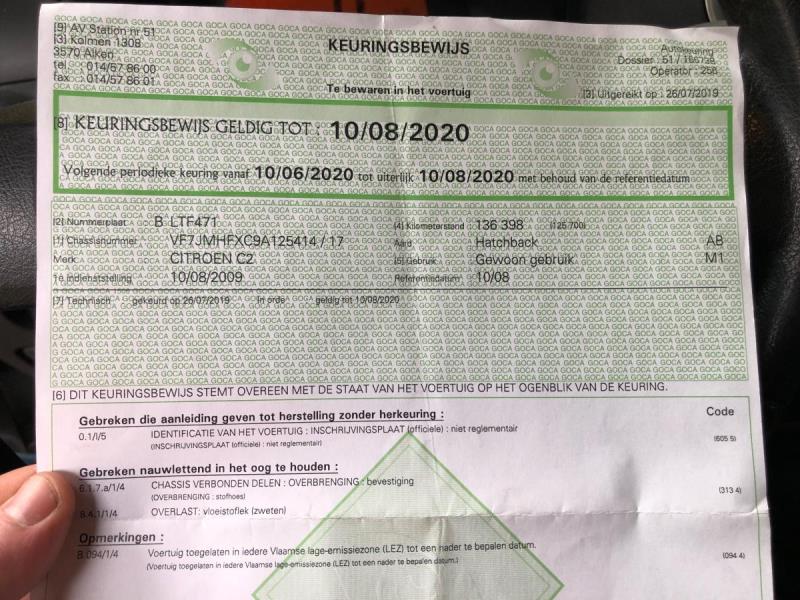 [9] AV Station nr 51
[3] Kolmen 1308
3570 Alken
tel : 014/57 86 00
fax : 014/57 86 01
KEURINGSBEWIJS
Te bewaren in het voertuig
Autokeuring
Dossier : 51 /
Operator : 258
[3] Uitgereikt op : 26/07/2019
[8] KEURINGSBEWIJS GELDIG TOT : 10/08/2020
Volgende periodieke keuring vanaf 10/06/2020 tot uiterlijk 10/08/2020 met behoud van de referentiedatum
[2] Nummerplaat B LTF471 [4] Kilometerstand 136 398 (125 700)
[1] Chassisnummer VF7JMHFXC9A125414 / 17 Aard Hatchback AB
Merk CITROEN C2 [5] Gebruik Gewoon gebruik M1
1e indienststelling 10/08/2009 Referentiedatum 10/08
[7] Technisch gekeurd op 26/07/2019 In orde geldig tot 10/08/2020
[6] DIT KEURINGSBEWIJS STEMT OVEREEN MET DE STAAT VAN HET VOERTUIG OP HET OGENBLIK VAN DE KEURING.
Gebreken die aanleiding geven tot herstelling zonder herkeuring : Code
0.1/I/5 IDENTIFICATIE VAN HET VOERTUIG : INSCHRIJVINGSPLAAT (officiele) : niet reglementair
(INSCHRIJVINGSPLAAT (officiele) : niet reglementair) (605 5)
Gebreken nauwlettend in het oog te houden :
6.1.7.a/1/4 CHASSIS VERBONDEN DELEN : OVERBRENGING : bevestiging
(OVERBRENGING : stofhoes) (313 4)
8.4.1/1/4 OVERLAST: vloeistoflek (zweten)
Opmerkingen :
B.094/1/4 Voertuig toegelaten in iedere Vlaamse lage-emissiezone (LEZ) tot een nader te bepalen datum.
(Voertuig toegelaten in iedere Vlaamse lage-emissiezone (LEZ) tot een nader te bepalen datum.) (094 4)